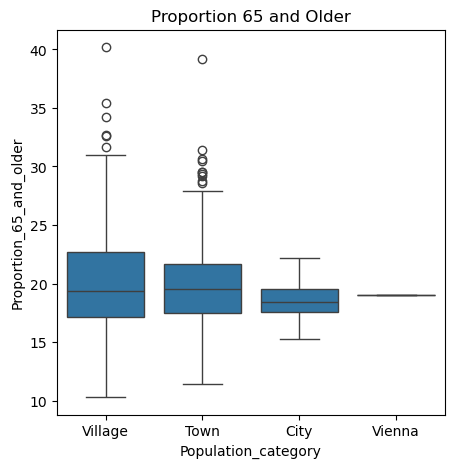 Proportion 65 and Older
Proportion_65_and_older
40
35
30
25
20
15
10
Village Town City Vienna
Population_category